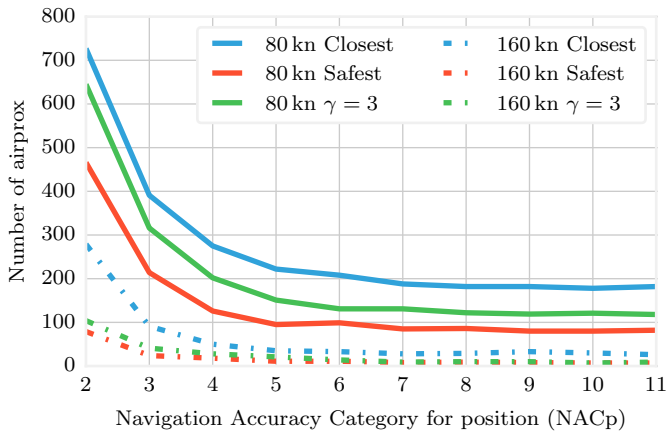 800
700
600
500
400
300
200
100
0
Number of airprox
80 kn Closest
80 kn Safest
80 kn γ = 3
160 kn Closest
160 kn Safest
160 kn γ = 3
2 3 4 5 6 7 8 9 10 11
Navigation Accuracy Category for position (NACp)